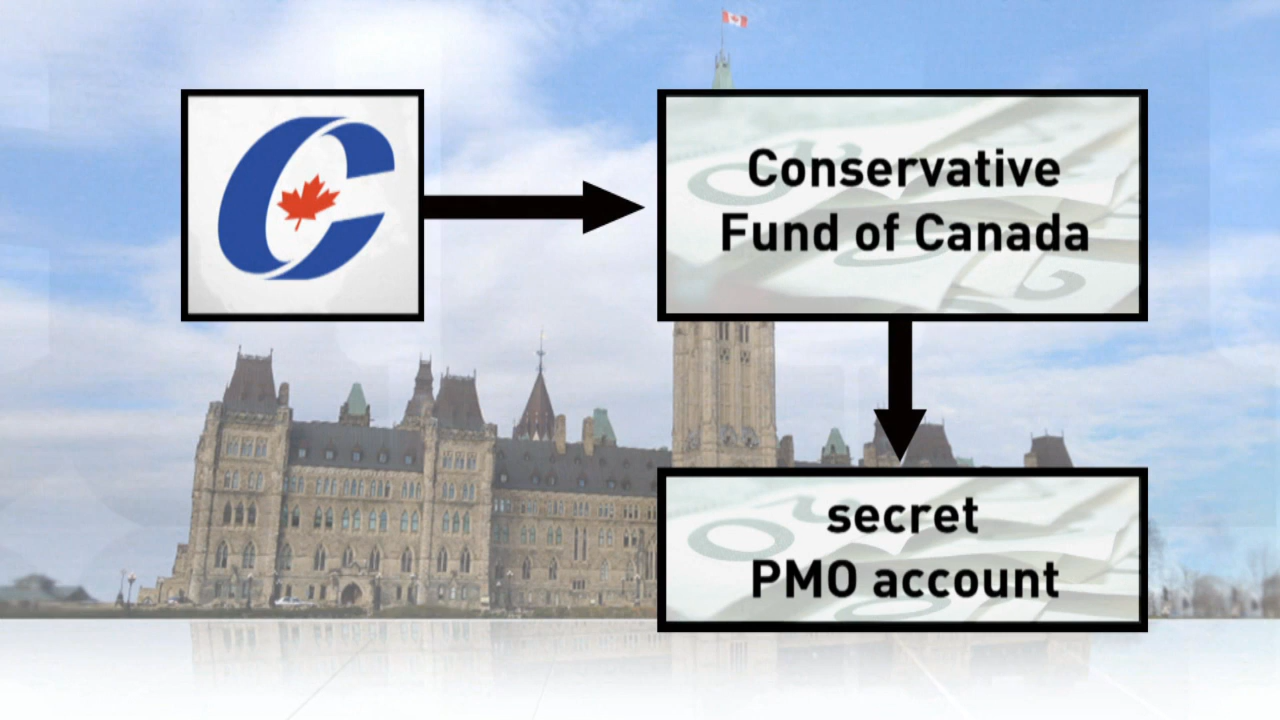 Conservative
Fund of Canada
secret
PMO account